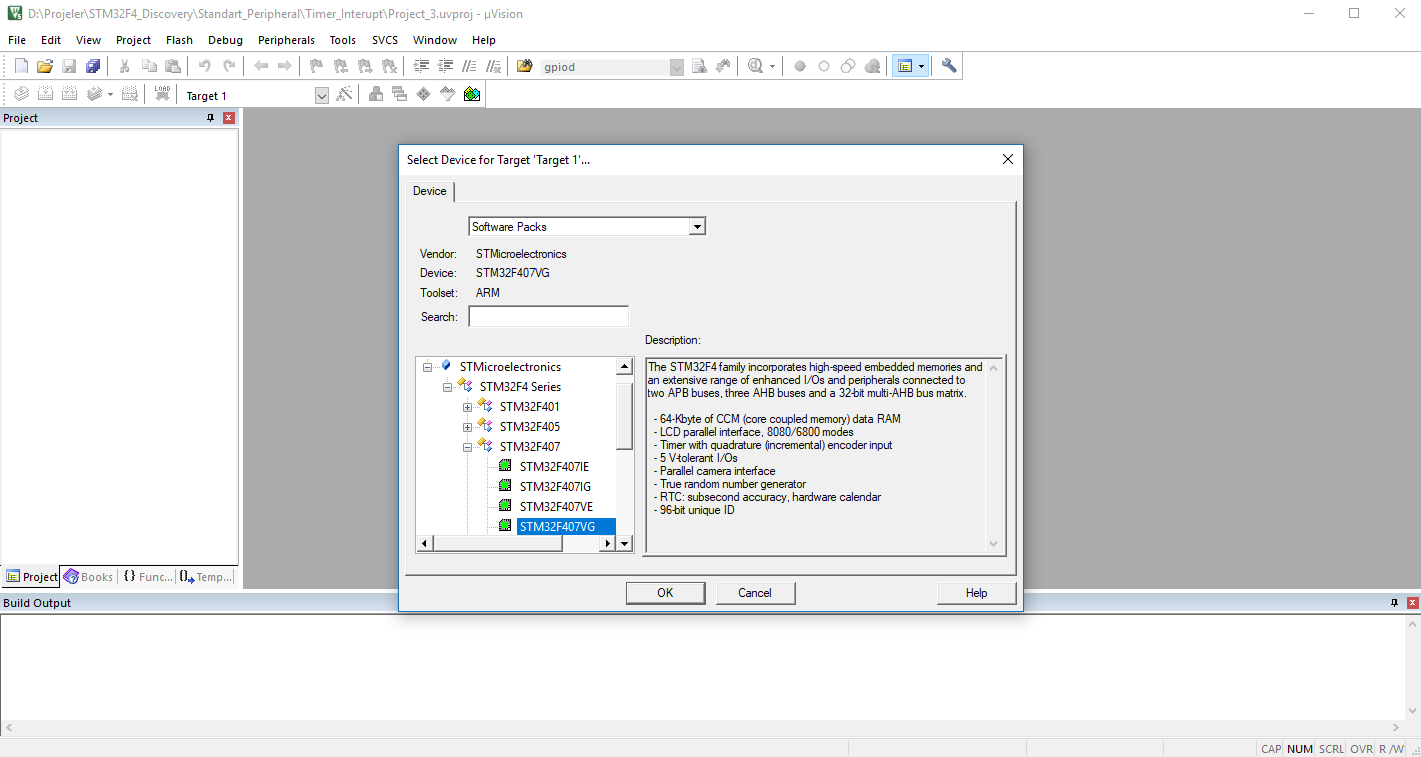 D:\Projeler\STM32F4_Discovery\Standart_Peripheral\Timer_Interupt\Project_3.uvproj - µVision
File Edit View Project Flash Debug Peripherals Tools SVCS Window Help
gpiod
LOAD Target 1
Project
Select Device for Target 'Target 1'...
Device
Software Packs
Vendor: STMicroelectronics
Device: STM32F407VG
Toolset: ARM
Search:
Description:
STMicroelectronics
STM32F4 Series
STM32F401
STM32F405
STM32F407
STM32F407IE
STM32F407IG
STM32F407VE
STM32F407VG
The STM32F4 family incorporates high-speed embedded memories and
an extensive range of enhanced I/Os and peripherals connected to
two APB buses, three AHB buses and a 32-bit multi-AHB bus matrix.
- 64-Kbyte of CCM (core coupled memory) data RAM
- LCD parallel interface, 8080/6800 modes
- Timer with quadrature (incremental) encoder input
- 5 V-tolerant I/Os
- Parallel camera interface
- True random number generator
- RTC: subsecond accuracy, hardware calendar
- 96-bit unique ID
OK Cancel Help
Project Books {} Func... Temp...
Build Output
CAP NUM SCRL OVR R /W